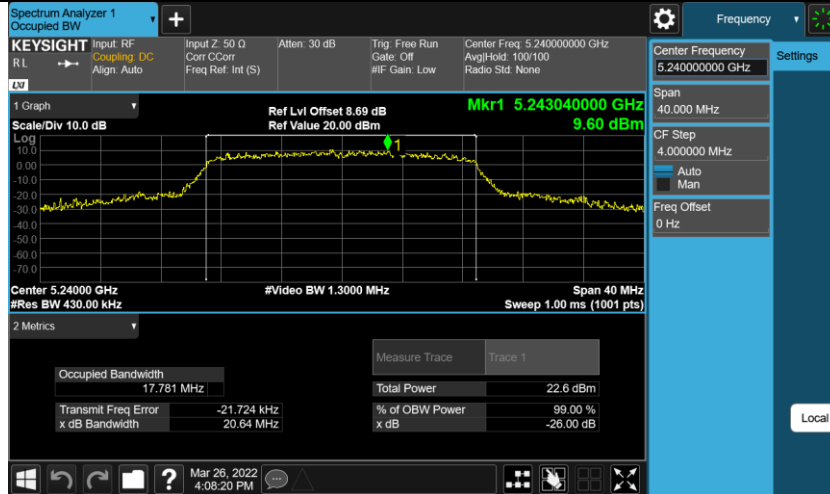 Spectrum Analyzer 1
Occupied BW
+
Frequency
KEYSIGHT
RL
LXI
Input: RF
Coupling: DC
Align: Auto
Input Z: 50 Ω
Corr CCorr
Freq Ref: Int (S)
Atten: 30 dB
Trig: Free Run
Gate: Off
#IF Gain: Low
Center Freq: 5.240000000 GHz
Avg|Hold: 100/100
Radio Std: None
Center Frequency
5.240000000 GHz
Settings
Span
40.000 MHz
CF Step
4.000000 MHz
Auto
Man
Freq Offset
0 Hz
Local
1 Graph
Scale/Div 10.0 dB
Ref Lvl Offset 8.69 dB
Ref Value 20.00 dBm
Mkr1 5.243040000 GHz
9.60 dBm
Log
10.0
0.00
-10.0
-20.0
-30.0
-40.0
-50.0
-60.0
-70.0
1
Center 5.24000 GHz
#Res BW 430.00 kHz
#Video BW 1.3000 MHz
Span 40 MHz
Sweep 1.00 ms (1001 pts)
2 Metrics
Measure Trace Trace 1
Occupied Bandwidth
17.781 MHz
Total Power 22.6 dBm
Transmit Freq Error -21.724 kHz
% of OBW Power 99.00 %
x dB Bandwidth 20.64 MHz
x dB -26.00 dB
?
Mar 26, 2022
4:08:20 PM